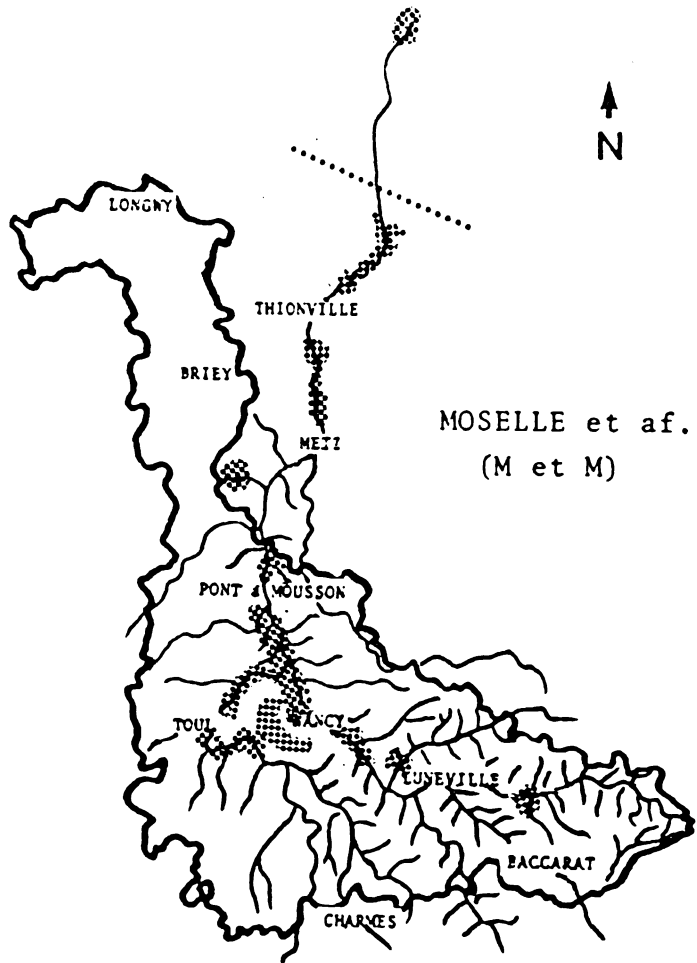 N
LONGWY
THIONVILLE
BRIEY
METZ
MOSELLE et af.
(M et M)
PONT à MOUSSON
TOUL
NANCY
LUNEVILLE
BACCARAT
CHARMES